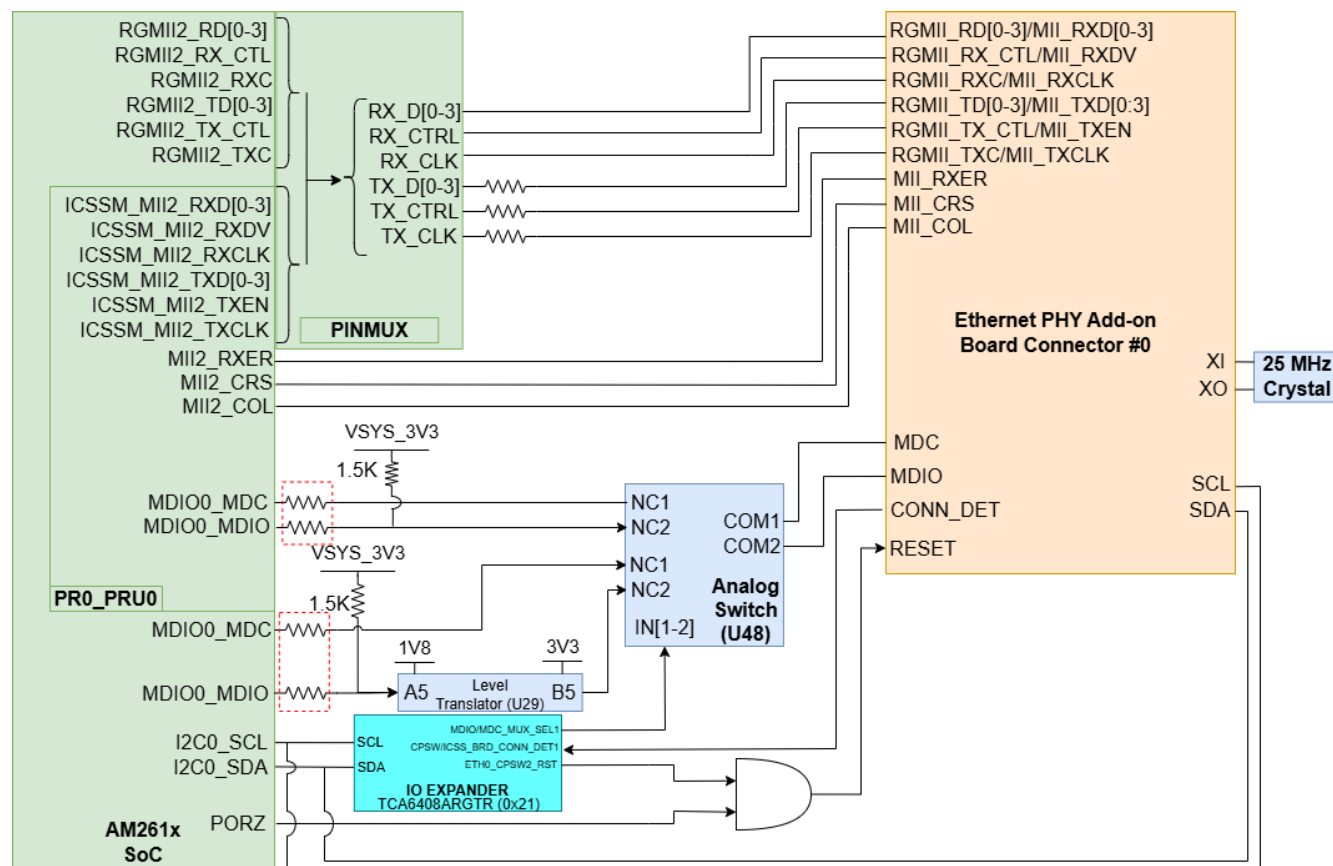 RGMII2_RD[0-3]
RGMII2_RX_CTL
RGMII2_RXC
RGMII2_TD[0-3]
RGMII2_TX_CTL
RGMII2_TXC
ICSSM_MII2_RXD[0-3]
ICSSM_MII2_RXDV
ICSSM_MII2_RXCLK
ICSSM_MII2_TXD[0-3]
ICSSM_MII2_TXEN
ICSSM_MII2_TXCLK
MII2_RXER
MII2_CRS
MII2_COL
MDIO0_MDC
MDIO0_MDIO
PR0_PRU0
MDIO0_MDC
MDIO0_MDIO
I2C0_SCL
I2C0_SDA
PORZ
AM261x
SoC
RX_D[0-3]
RX_CTRL
RX_CLK
TX_D[0-3]
TX_CTRL
TX_CLK
PINMUX
VSYS_3V3
1.5K
VSYS_3V3
1.5K
1V8
3V3
A5
Level
Translator (U29)
B5
NC1
NC2
NC1
NC2
IN[1-2]
COM1
COM2
Analog
Switch
(U48)
SCL
SDA
MDIO/MDC_MUX_SEL1
CPSW/ICSS_BRD_CONN_DET1
ETH0_CPSW2_RST
IO EXPANDER
TCA6408ARGTR (0x21)
RGMII_RD[0-3]/MII_RXD[0-3]
RGMII_RX_CTL/MII_RXDV
RGMII_RXC/MII_RXCLK
RGMII_TD[0-3]/MII_TXD[0:3]
RGMII_TX_CTL/MII_TXEN
RGMII_TXC/MII_TXCLK
MII_RXER
MII_CRS
MII_COL
Ethernet PHY Add-on
Board Connector #0
XI
XO
25 MHz
Crystal
MDC
MDIO
CONN_DET
RESET
SCL
SDA